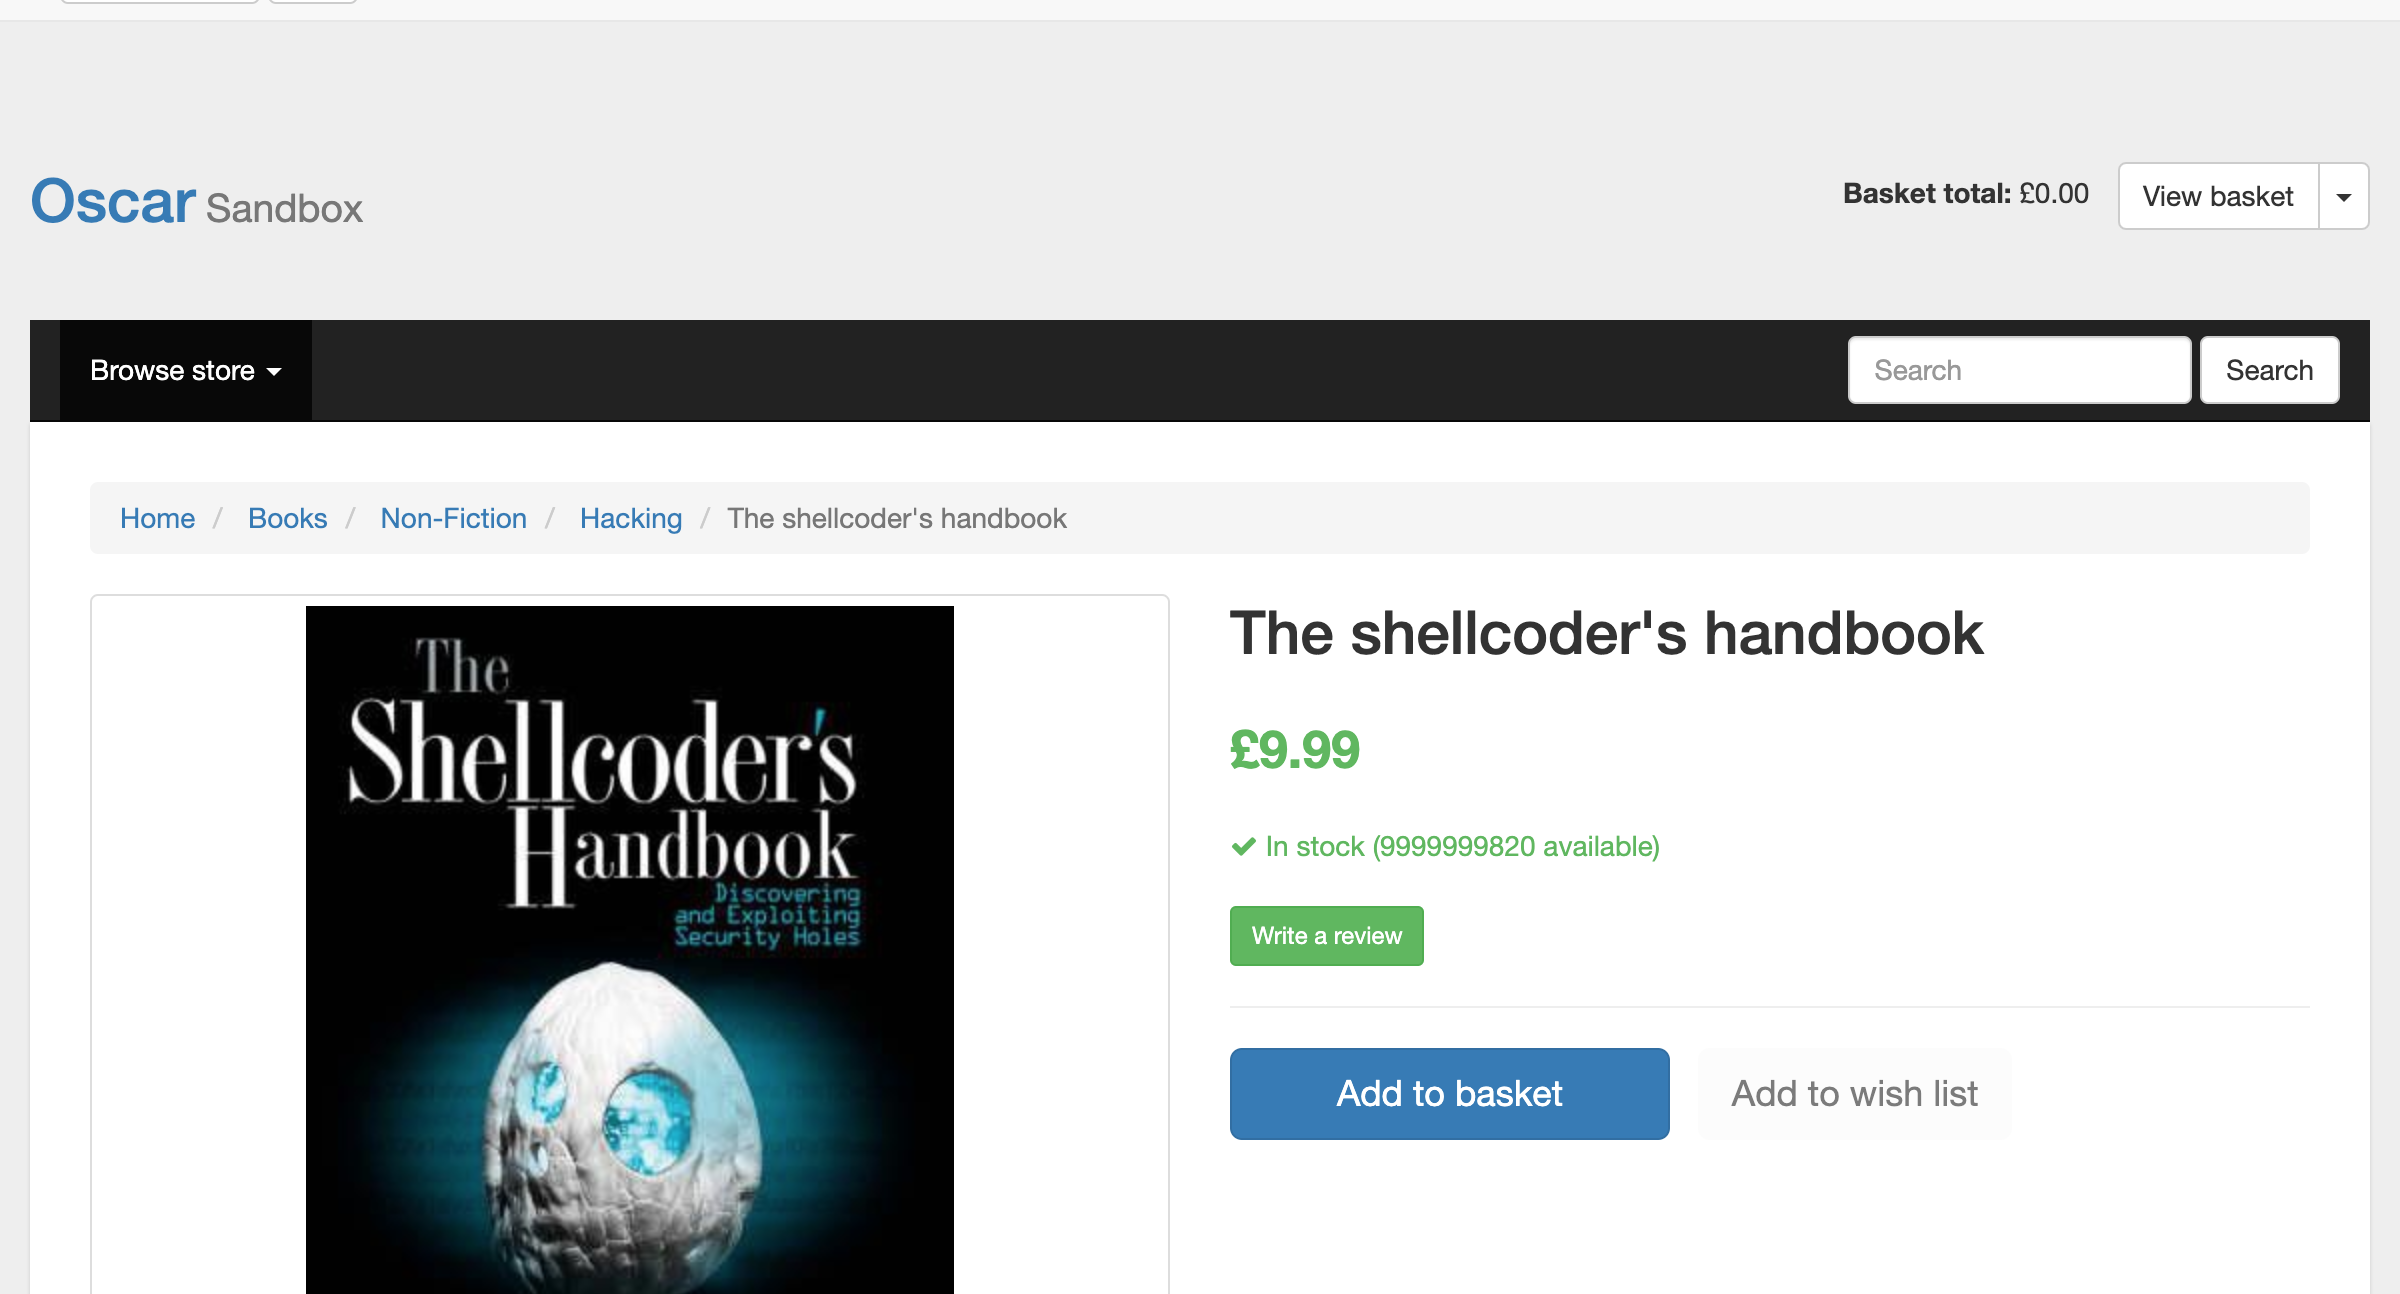 Oscar Sandbox
Basket total: £0.00
View basket
Browse store
Search
Search
Home / Books / Non-Fiction / Hacking / The shellcoder's handbook
The
Shellcoder's
Handbook
Discovering
and Exploiting
Security Holes
The shellcoder's handbook
£9.99
In stock (9999999820 available)
Write a review
Add to basket
Add to wish list